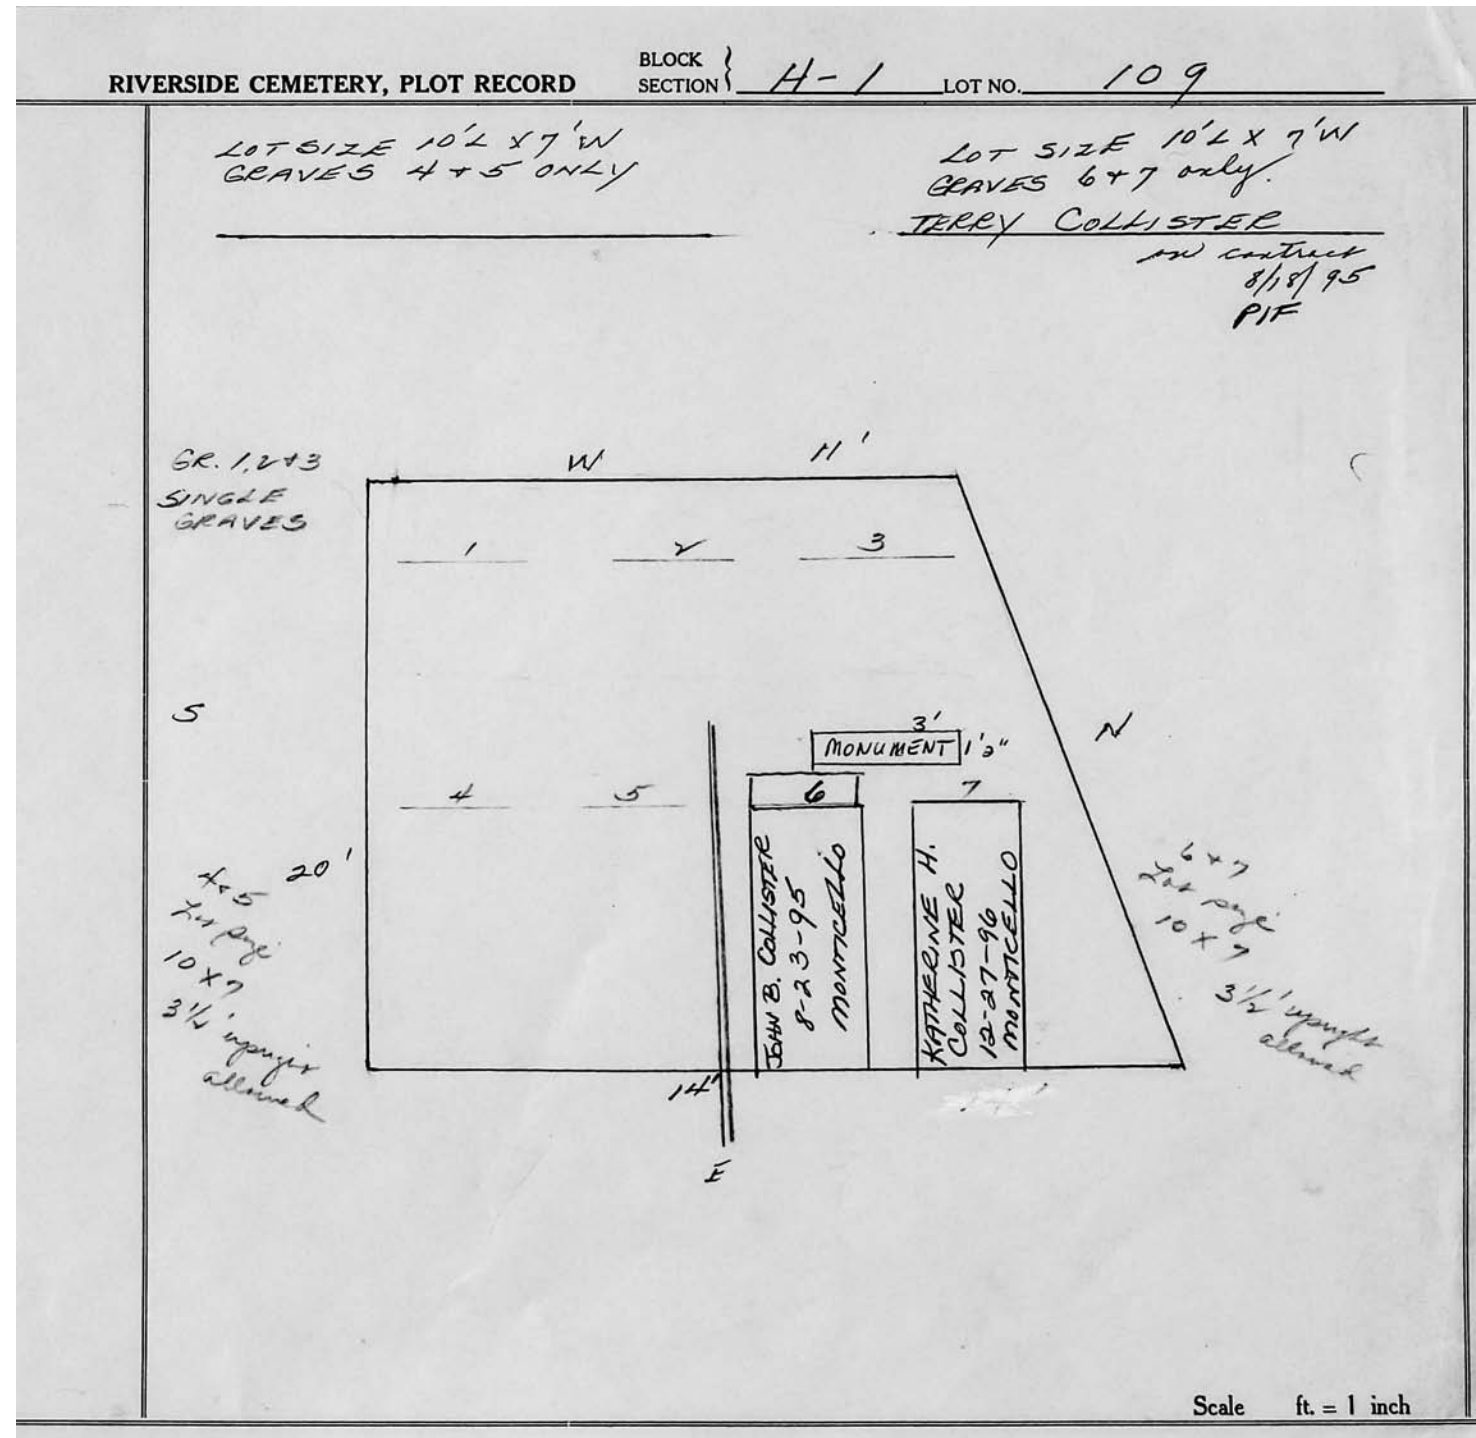 RIVERSIDE CEMETERY, PLOT RECORD
BLOCK
SECTION } H-1 LOT NO. 109
LOT SIZE 10'L X 7'W
GRAVES 4 + 5 ONLY
LOT SIZE 10'L X 7'W
GRAVES 6 + 7 only.
TERRY COLLISTER
on contract
8/18/95
PIF
GR. 1, 2 + 3
SINGLE
GRAVES
W 11'
1 2 3
S
N
3'
MONUMENT 1'2"
4 5 6 7
20'
4 + 5
Lot
10 x 7
3 1/2' upright
allowed
JOHN B. COLLISTER
8-23-95
MONTICELLO
KATHERINE H.
COLLISTER
12-27-96
MONTICELLO
6 + 7
Lot
10 x 7
3 1/2' upright
allowed
14'
E
Scale ft. = 1 inch